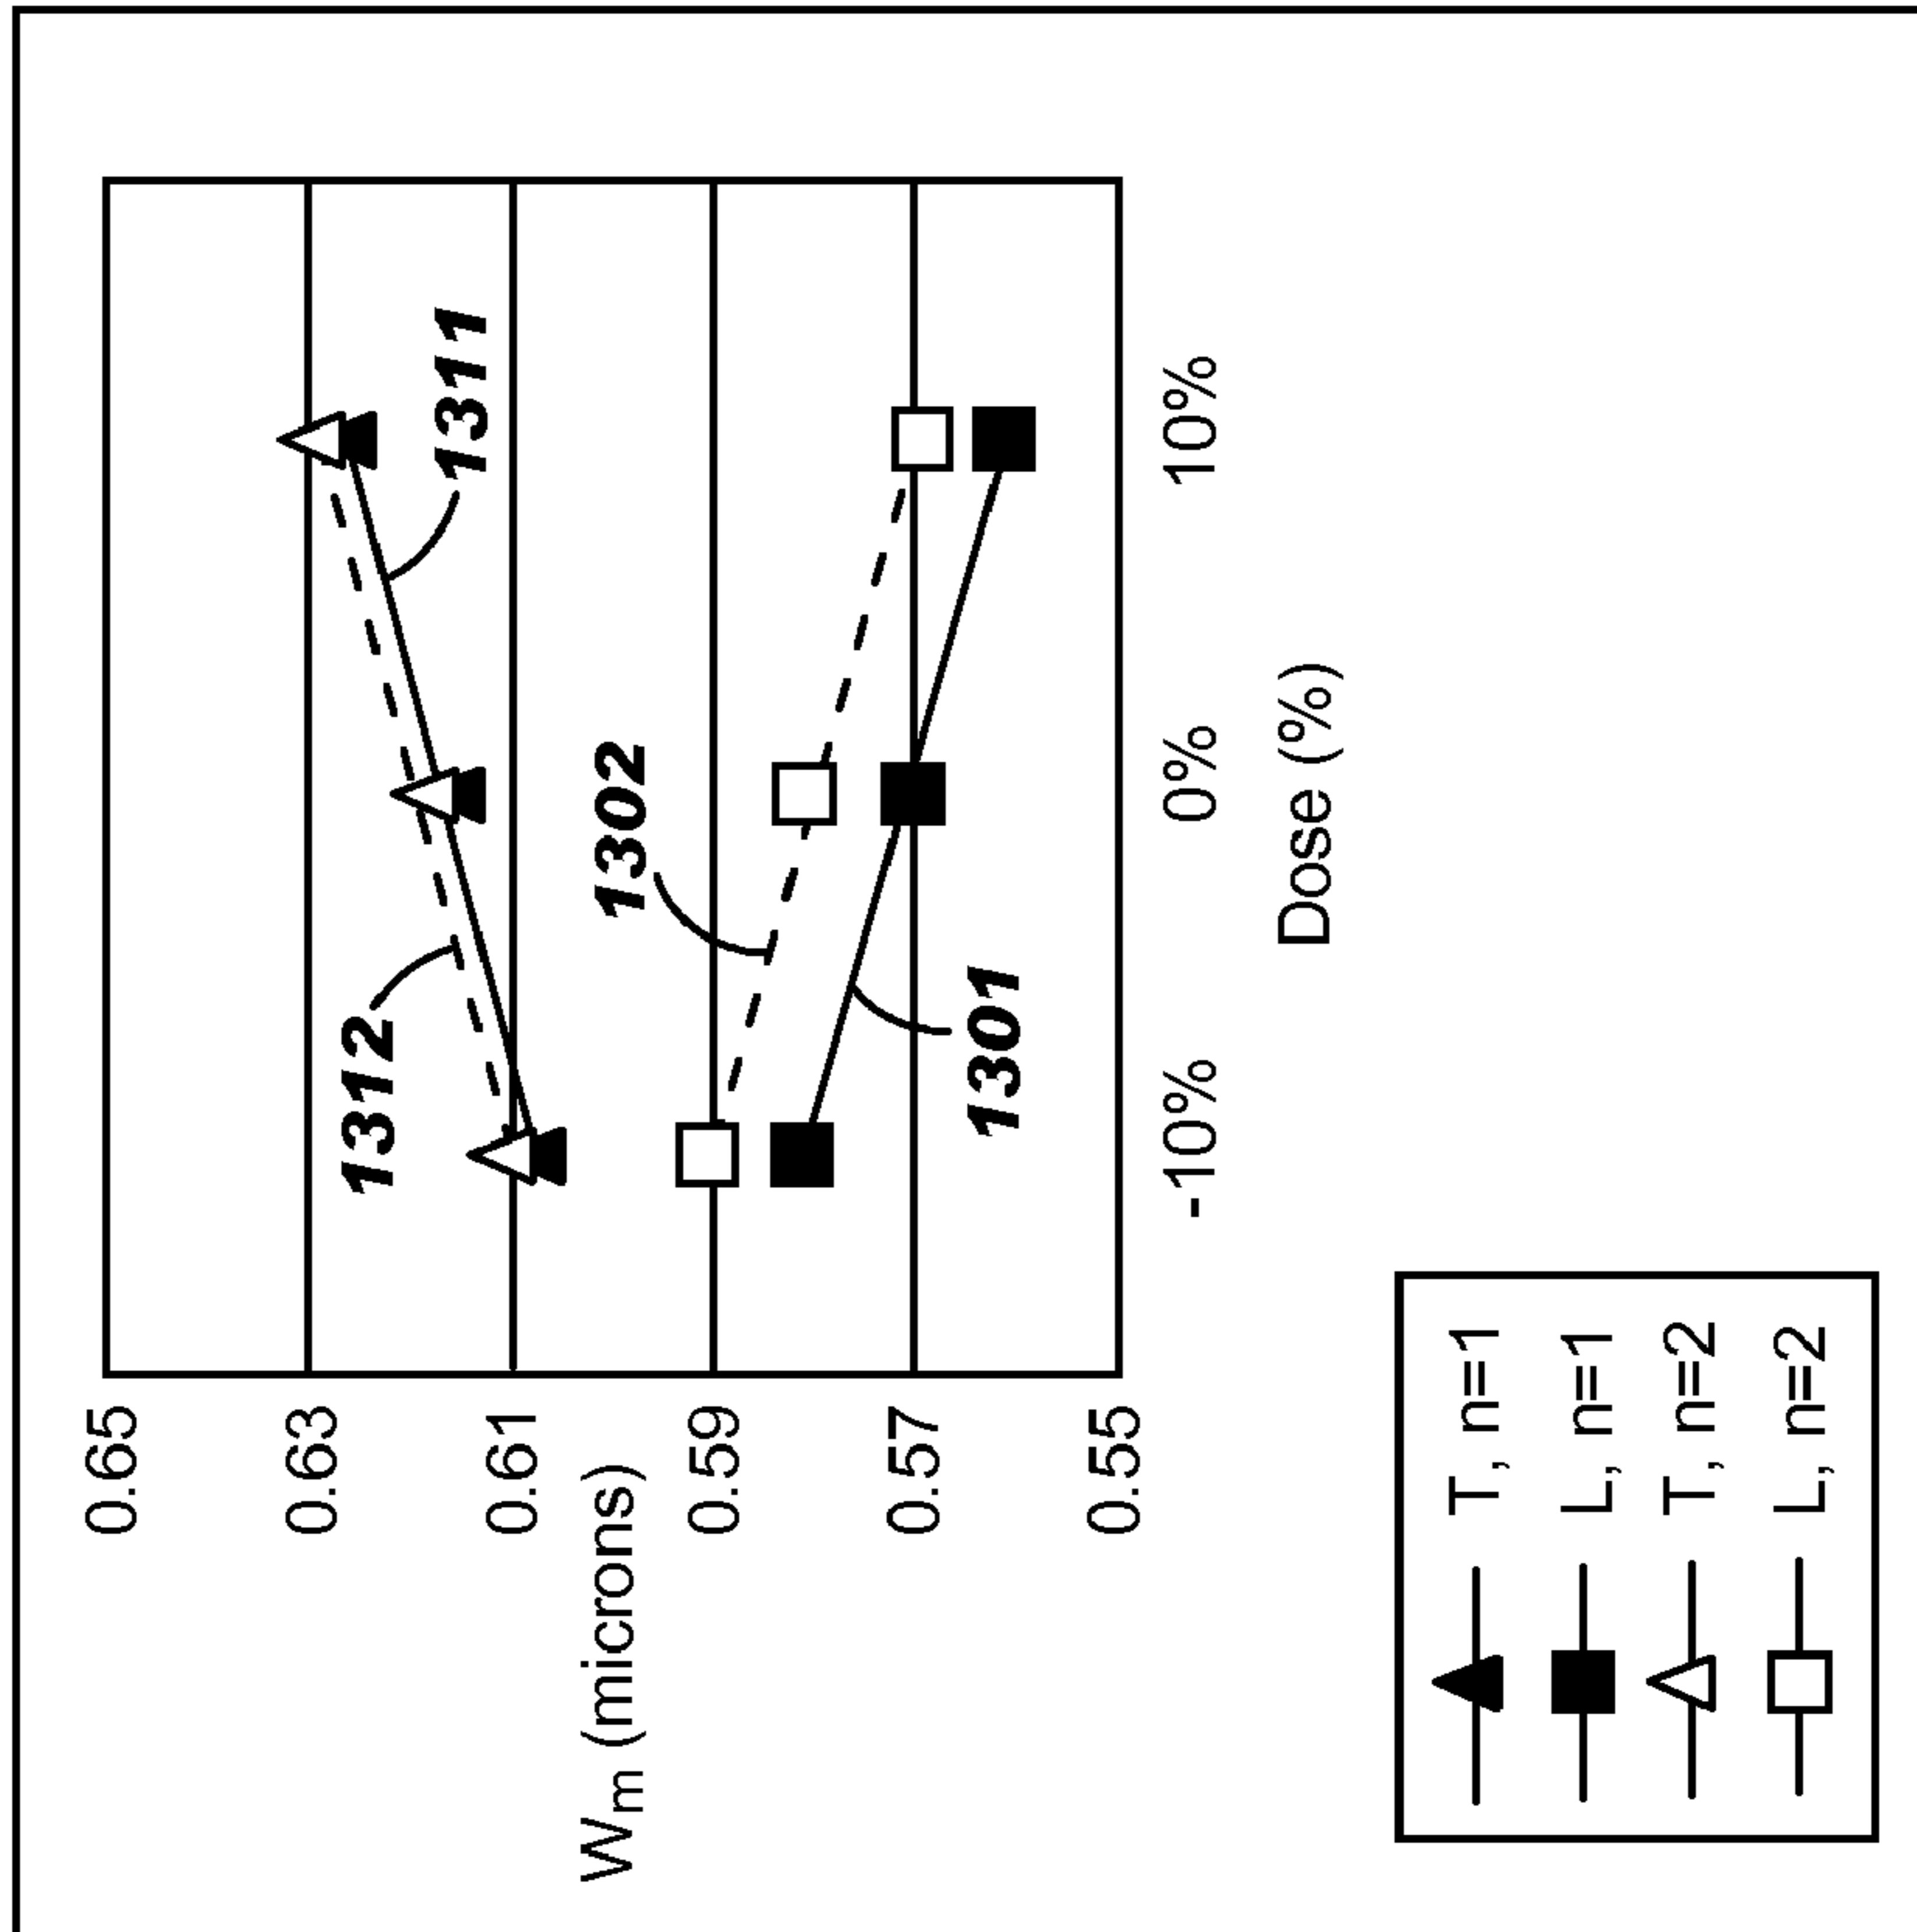 0.65
0.63
0.61
0.59
0.57
0.55
Wm (microns)
1312
1311
1302
1301
-10%
0%
10%
Dose (%)
T, n=1
L, n=1
T, n=2
L, n=2